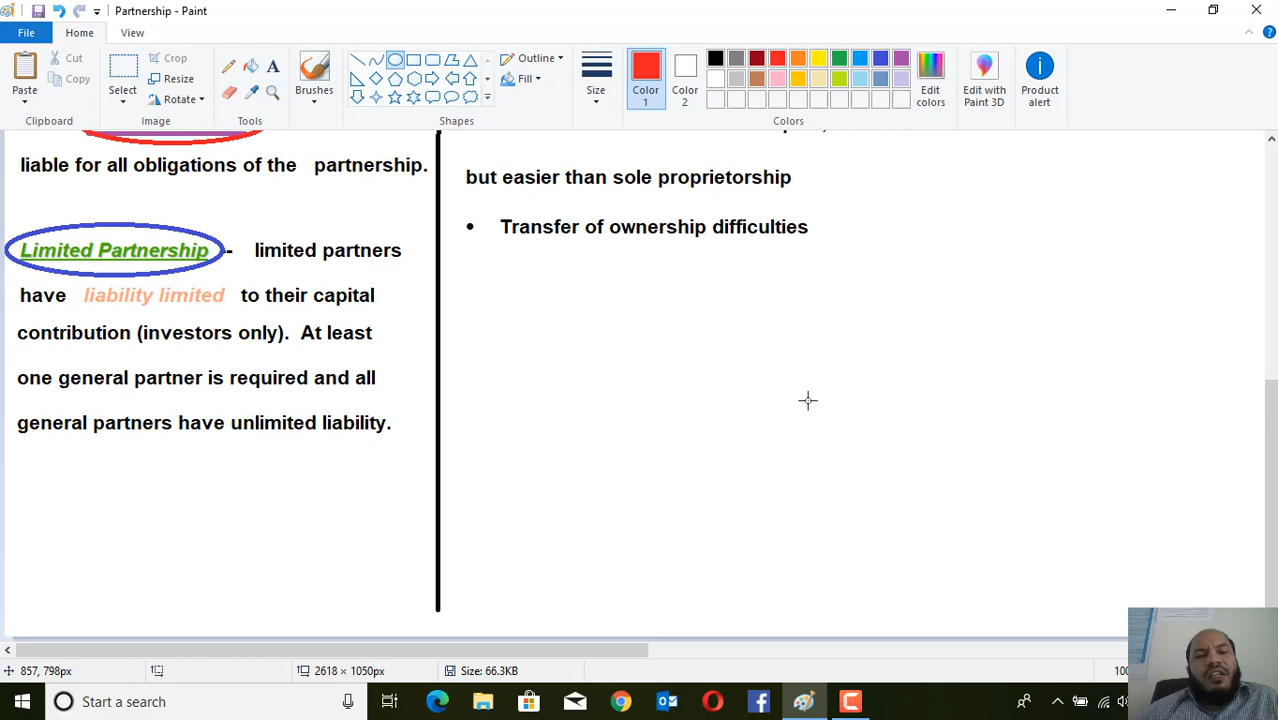 Partnership - Paint
File
Home
View
Paste
Cut
Copy
Clipboard
Select
Crop
Resize
Rotate
Image
Tools
Brushes
Outline
Fill
Shapes
Size
Color 1
Color 2
Edit colors
Colors
Edit with Paint 3D
Product alert
liable for all obligations of the partnership.
Limited Partnership - limited partners
have liability limited to their capital
contribution (investors only). At least
one general partner is required and all
general partners have unlimited liability.
but easier than sole proprietorship
• Transfer of ownership difficulties
857, 798px
2618 × 1050px
Size: 66.3KB
Start a search